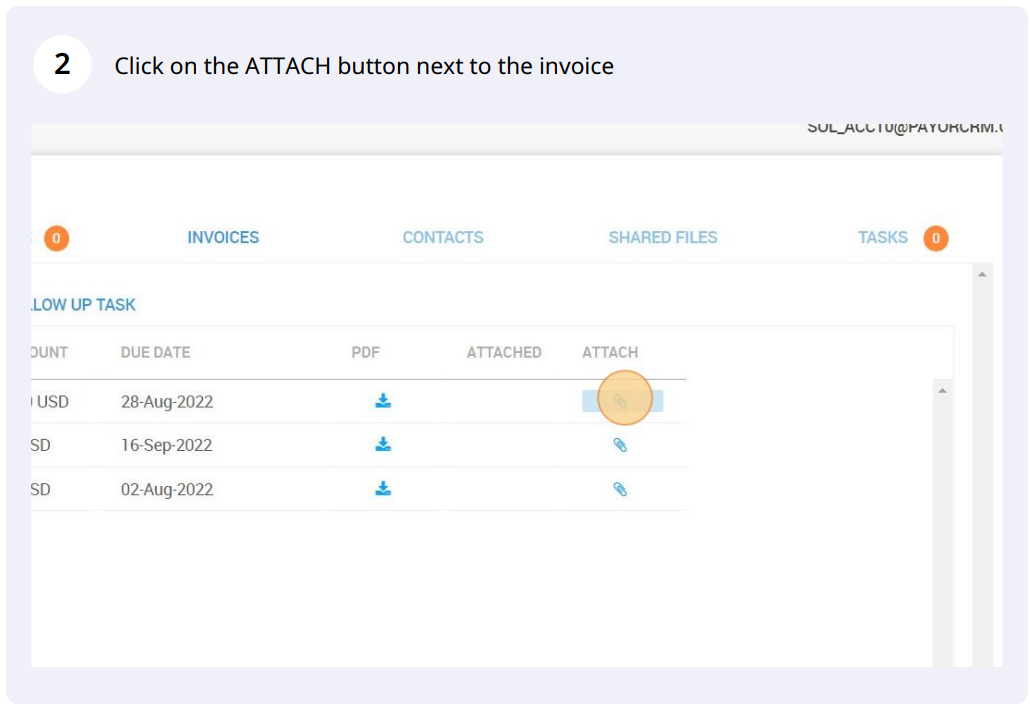 2 Click on the ATTACH button next to the invoice
0 INVOICES CONTACTS SHARED FILES TASKS 0
LOW UP TASK
OUNT DUE DATE PDF ATTACHED ATTACH
USD 28-Aug-2022
SD 16-Sep-2022
SD 02-Aug-2022